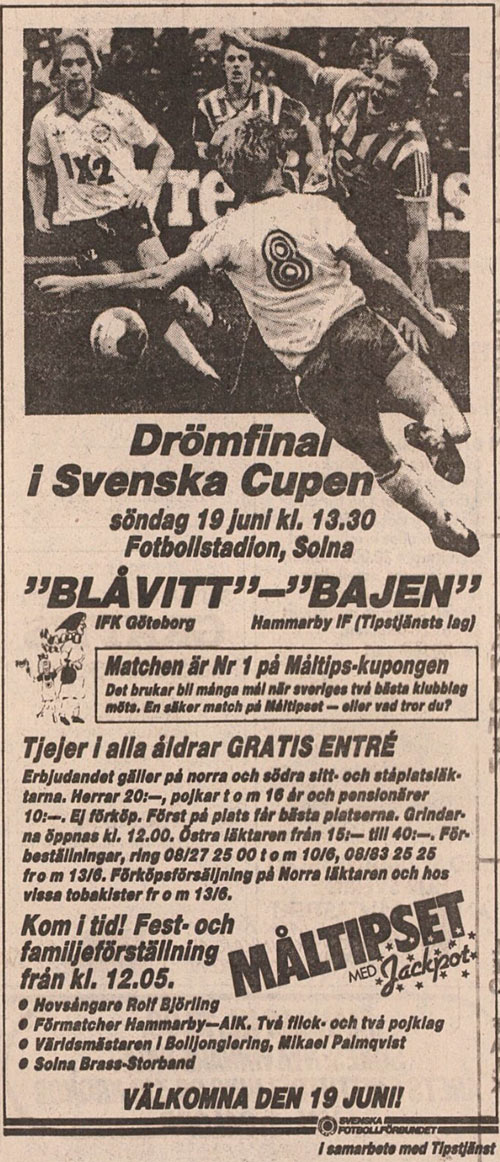 1X2
8
Drömfinal
i Svenska Cupen
söndag 19 juni kl. 13.30
Fotbollstadion, Solna
"BLÅVITT"–"BAJEN"
IFK Göteborg
Hammarby IF (Tipstjänsts lag)
Matchen är Nr 1 på Måltips-kupongen
Det brukar bli många mål när sveriges två bästa klubblag
möts. En säker match på Måltipset — eller vad tror du?
Tjejer i alla åldrar GRATIS ENTRÉ
Erbjudandet gäller på norra och södra sitt- och ståplatsläk-
tarna. Herrar 20:—, pojkar t o m 16 år och pensionärer
10:—. Ej förköp. Först på plats får bästa platserna. Grindar-
na öppnas kl. 12.00. Östra läktaren från 15:— till 40:—. För-
beställningar, ring 08/27 25 00 t o m 10/6, 08/83 25 25
fr o m 13/6. Förköpsförsäljning på Norra läktaren och hos
vissa tobakister fr o m 13/6.
Kom i tid! Fest- och
familjeförställning
från kl. 12.05.
MÅLTIPSET
MED Jackpot
● Hovsångare Rolf Björling
● Förmatcher Hammarby—AIK. Två flick- och två pojklag
● Världsmästaren i Bolljonglering, Mikael Palmqvist
● Solna Brass-Storband
VÄLKOMNA DEN 19 JUNI!
SVENSKA
FOTBOLLFÖRBUNDET
I samarbete med Tipstjänst